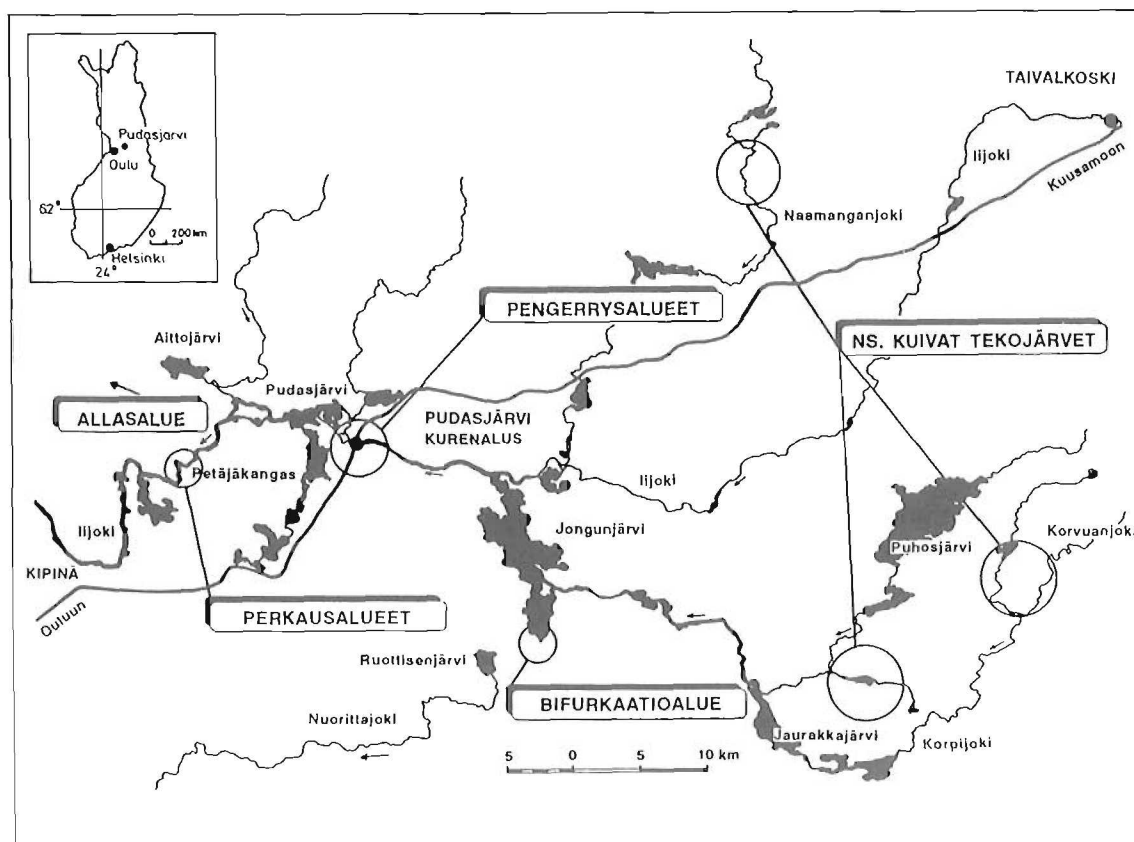 Pudasjärvi
Oulu
62°
0 200 km
Helsinki
24°
TAIVALKOSKI
Iijoki
Kuusamoon
Naamanganjoki
PENGERRYSALUEET
NS. KUIVAT TEKOJÄRVET
Aittojärvi
Pudasjärvi
ALLASALUE
PUDASJÄRVI
KURENALUS
Petäjäkangas
Iijoki
Iijoki
Jongunjärvi
Puhosjärvi
Korvuanjok.
KIPINÄ
Ouluun
PERKAUSALUEET
Ruottisenjärvi
BIFURKAATIOALUE
Nuorittajoki
Jaurakkajärvi
Korpijoki
5 0 5 10 km